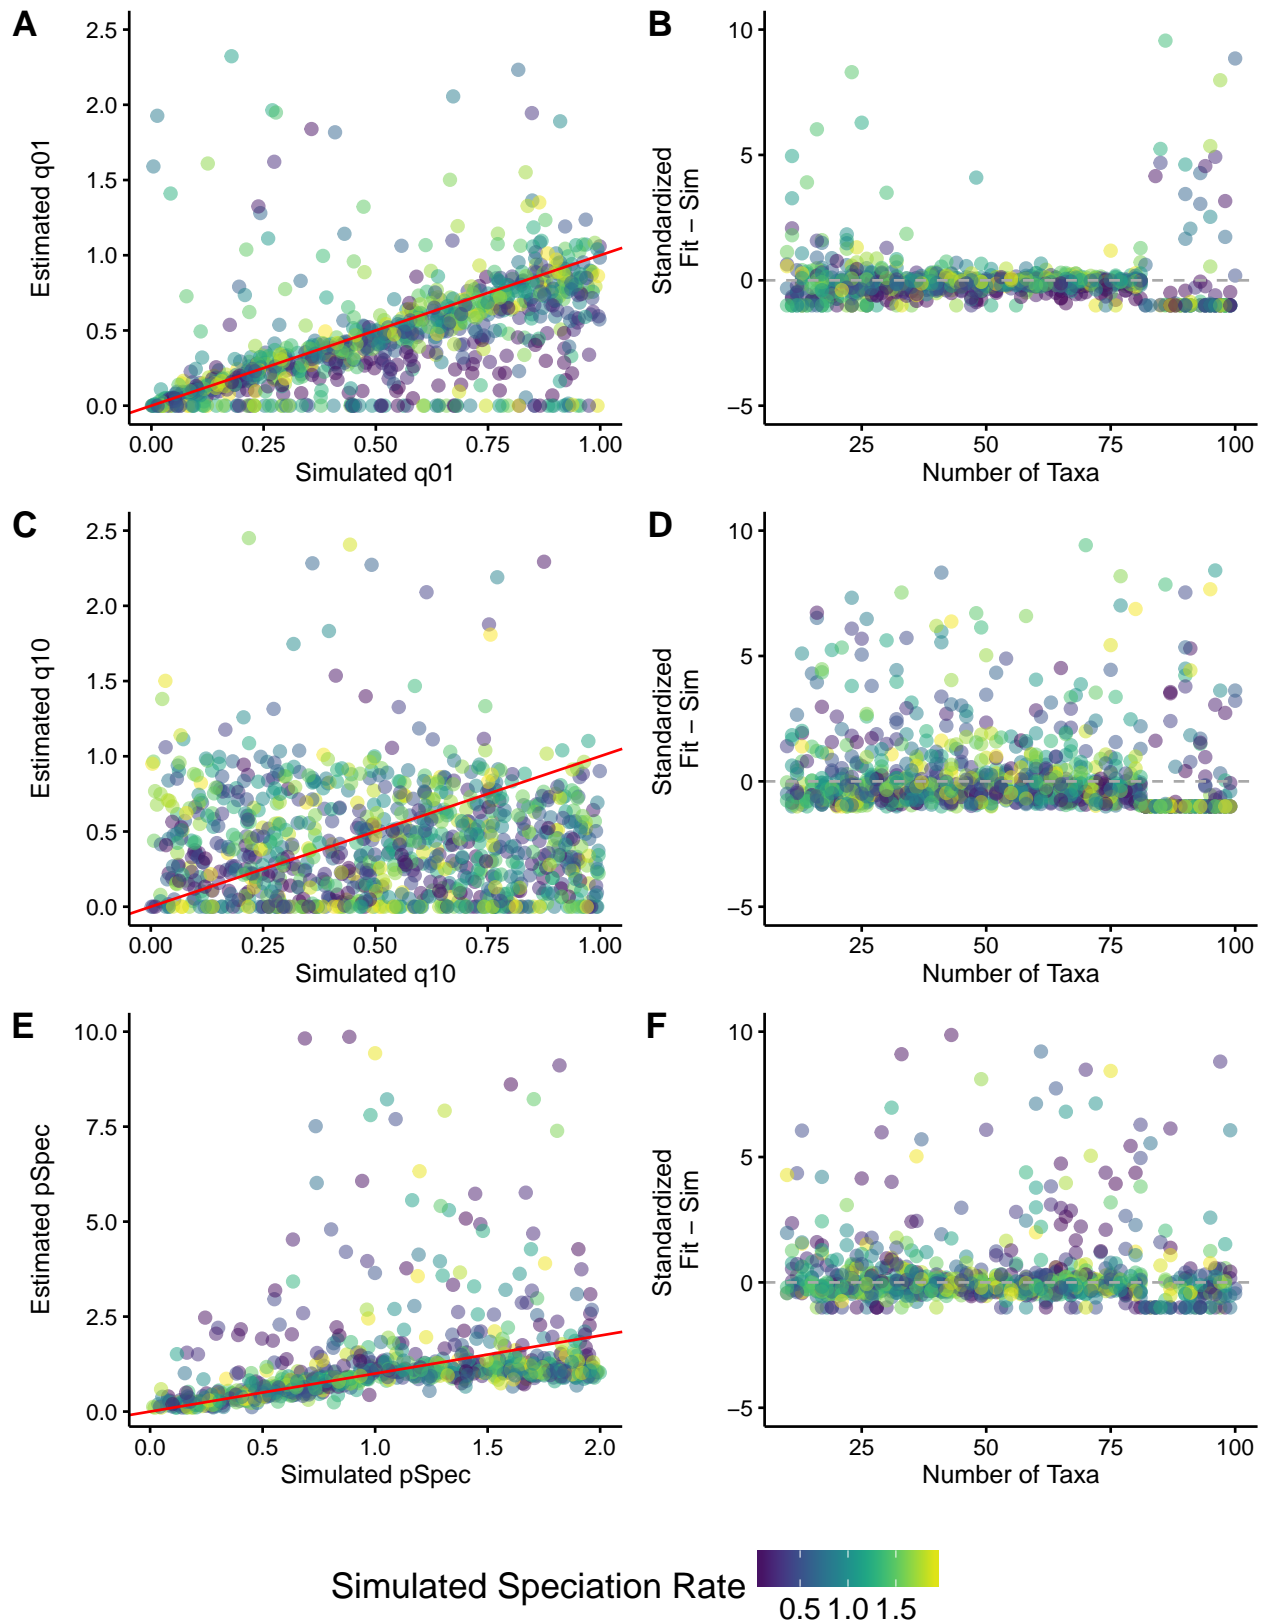 A
Estimated q01
2.5
2.0
1.5
1.0
0.5
0.0
0.00 0.25 0.50 0.75 1.00
Simulated q01
B
Standardized
Fit − Sim
10
5
0
−5
25 50 75 100
Number of Taxa
C
Estimated q10
2.5
2.0
1.5
1.0
0.5
0.0
0.00 0.25 0.50 0.75 1.00
Simulated q10
D
Standardized
Fit − Sim
10
5
0
−5
25 50 75 100
Number of Taxa
E
Estimated pSpec
10.0
7.5
5.0
2.5
0.0
0.0 0.5 1.0 1.5 2.0
Simulated pSpec
F
Standardized
Fit − Sim
10
5
0
−5
25 50 75 100
Number of Taxa
Simulated Speciation Rate
0.5 1.0 1.5